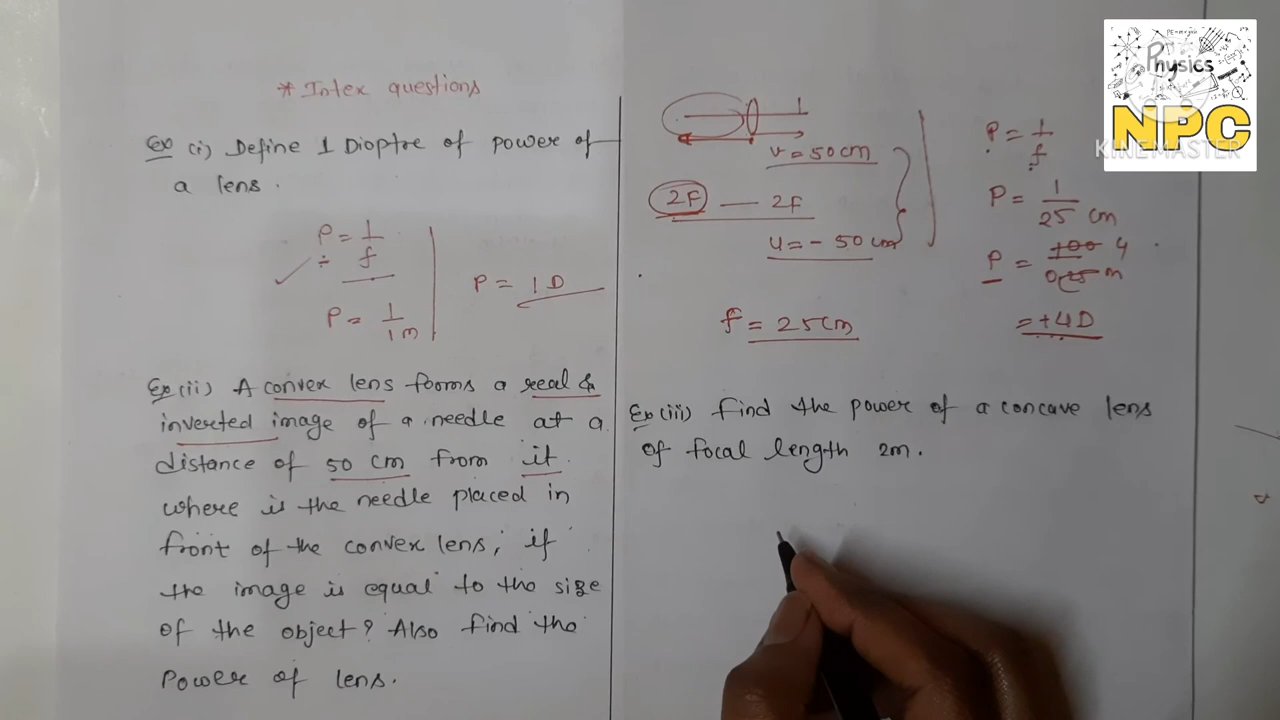 * Intex questions
Ex (i) Define 1 Dioptre of power of
a lens.
P = 1/f
P = 1/1m
P = 1D
Ex (ii) A convex lens forms a real &
inverted image of a needle at a
distance of 50 cm from it
where is the needle placed in
front of the convex lens, if
the image is equal to the size
of the object? Also find the
Power of lens.
v = 50cm
2F — 2F
u = - 50 cm
f = 25cm
P = 1/f
P = 1/25 cm
P = 100 4
0.25 m
= +4D
Ex (iii) Find the power of a concave lens
of focal length 2m.
Physics
NPC
KINEMASTER